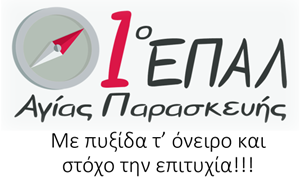 1ο ΕΠΑΛ
Αγίας Παρασκευής
Με πυξίδα τ’ όνειρο και
στόχο την επιτυχία!!!